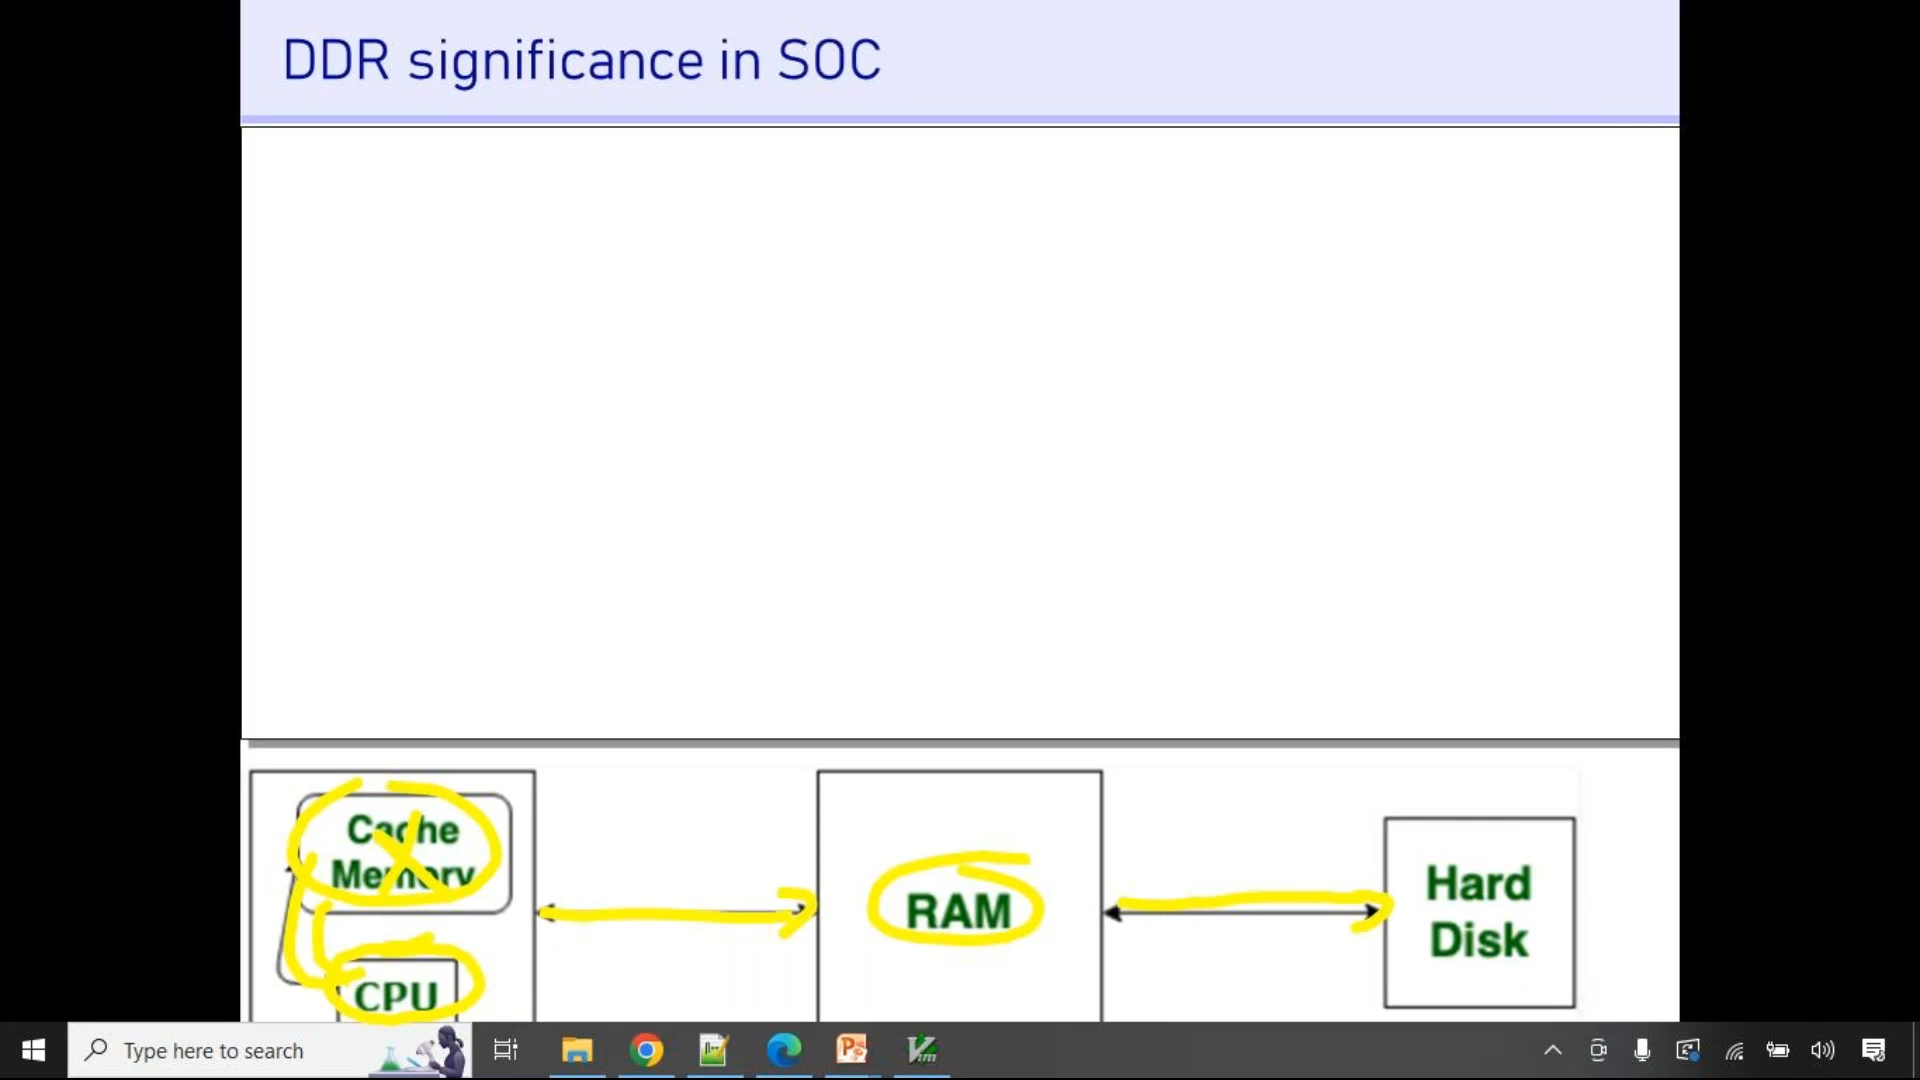 DDR significance in SOC
Cache
Memory
CPU
RAM
Hard
Disk
Type here to search